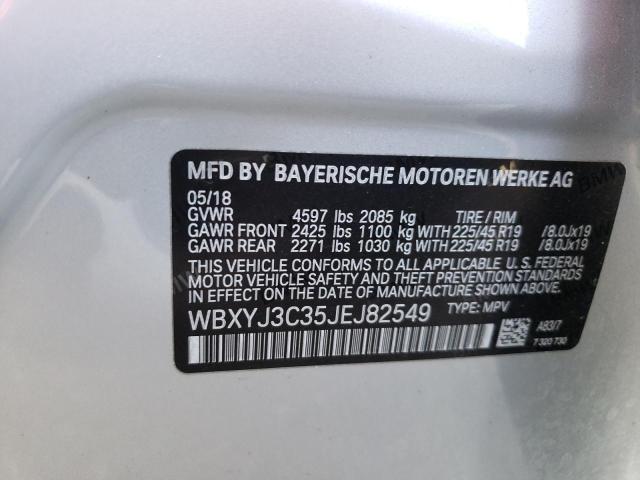 MFD BY BAYERISCHE MOTOREN WERKE AG
05/18
GVWR 4597 lbs 2085 kg TIRE / RIM
GAWR FRONT 2425 lbs 1100 kg WITH 225/45 R19 /8.0Jx19
GAWR REAR 2271 lbs 1030 kg WITH 225/45 R19 /8.0Jx19
THIS VEHICLE CONFORMS TO ALL APPLICABLE U. S. FEDERAL
MOTOR VEHICLE SAFETY AND THEFT PREVENTION STANDARDS
IN EFFECT ON THE DATE OF MANUFACTURE SHOWN ABOVE.
WBXYJ3C35JEJ82549 TYPE: MPV
A83/7
7 320 730